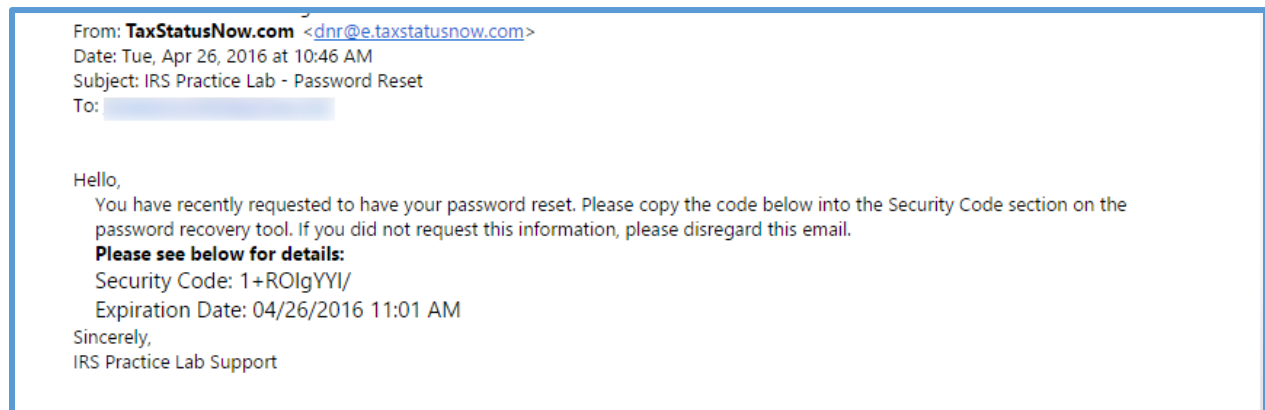 From: TaxStatusNow.com <dnr@e.taxstatusnow.com>
Date: Tue, Apr 26, 2016 at 10:46 AM
Subject: IRS Practice Lab - Password Reset
To:
Hello,
You have recently requested to have your password reset. Please copy the code below into the Security Code section on the
password recovery tool. If you did not request this information, please disregard this email.
Please see below for details:
Security Code: 1+ROIgYYI/
Expiration Date: 04/26/2016 11:01 AM
Sincerely,
IRS Practice Lab Support